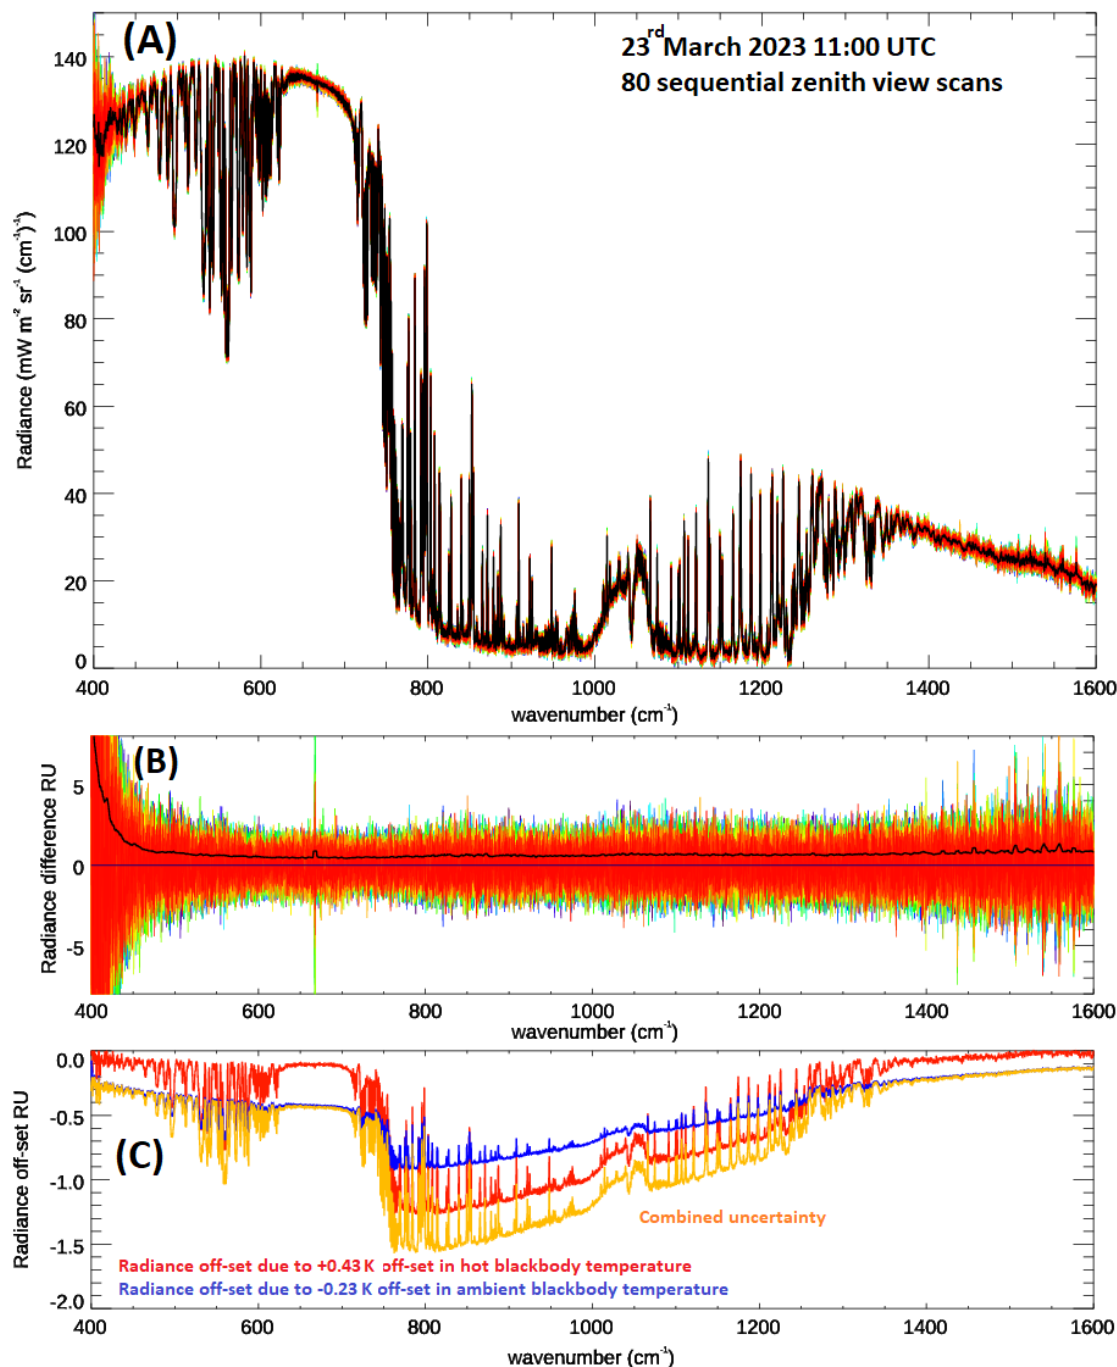 (A)
23rd March 2023 11:00 UTC
80 sequential zenith view scans
Radiance (mW m-2 sr-1 (cm-1)-1)
140
120
100
80
60
40
20
0
400 600 800 1000 1200 1400 1600
wavenumber (cm-1)
(B)
Radiance difference RU
5
0
-5
400 600 800 1000 1200 1400 1600
wavenumber (cm-1)
(C)
Radiance off-set RU
0.0
-0.5
-1.0
-1.5
-2.0
Combined uncertainty
Radiance off-set due to +0.43 K off-set in hot blackbody temperature
Radiance off-set due to -0.23 K off-set in ambient blackbody temperature
400 600 800 1000 1200 1400 1600
wavenumber (cm-1)